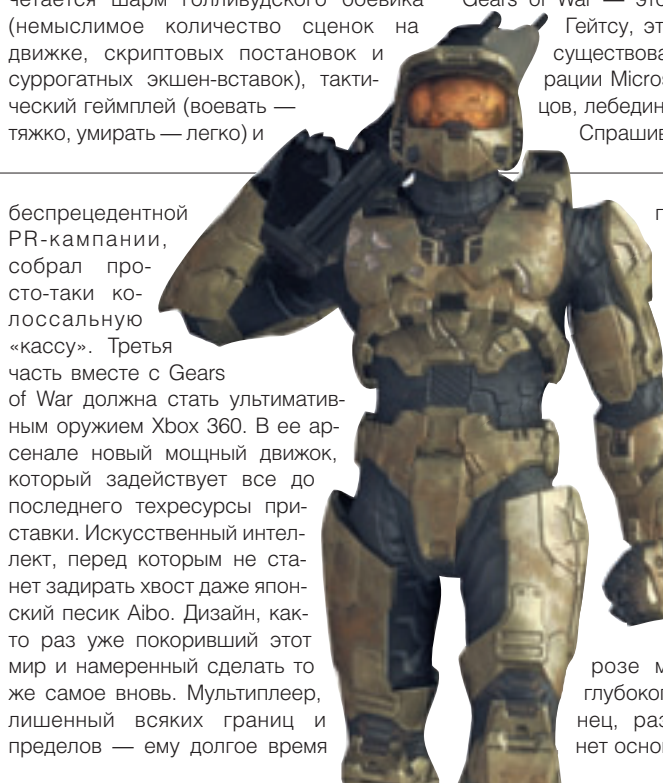 четается шарм голливудского боевика
(немыслимое количество сценок на
движке, скриптовых постановок и
суррогатных экшен-вставок), такти-
ческий геймплей (воевать —
тяжко, умирать — легко) и
беспрецедентной
PR-кампании,
собрал про-
сто-таки ко-
лоссальную
«кассу». Третья
часть вместе с Gears
of War должна стать ультиматив-
ным оружием Xbox 360. В ее ар-
сенале новый мощный движок,
который задействует все до
последнего техресурсы при-
ставки. Искусственный интел-
лект, перед которым не ста-
нет задирать хвост даже япон-
ский песик Aibo. Дизайн, как-
то раз уже покоривший этот
мир и намеренный сделать то
же самое вновь. Мультиплеер,
лишенный всяких границ и
пределов — ему долгое время
Gears of War — это
Гейтсу, эт
существова
рации Micros
цов, лебедин
Спрашив
розе м
глубоког
нец, раз
нет осно